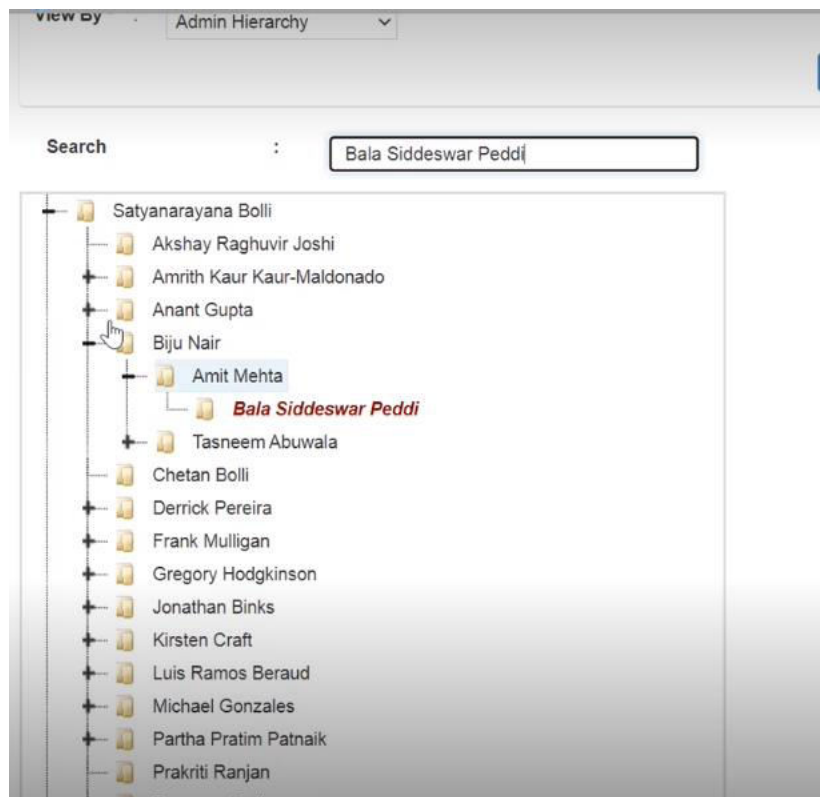 View By :
Admin Hierarchy
Search :
Bala Siddeswar Peddi
Satyanarayana Bolli
Akshay Raghuvir Joshi
Amrith Kaur Kaur-Maldonado
Anant Gupta
Biju Nair
Amit Mehta
Bala Siddeswar Peddi
Tasneem Abuwala
Chetan Bolli
Derrick Pereira
Frank Mulligan
Gregory Hodgkinson
Jonathan Binks
Kirsten Craft
Luis Ramos Beraud
Michael Gonzales
Partha Pratim Patnaik
Prakriti Ranjan